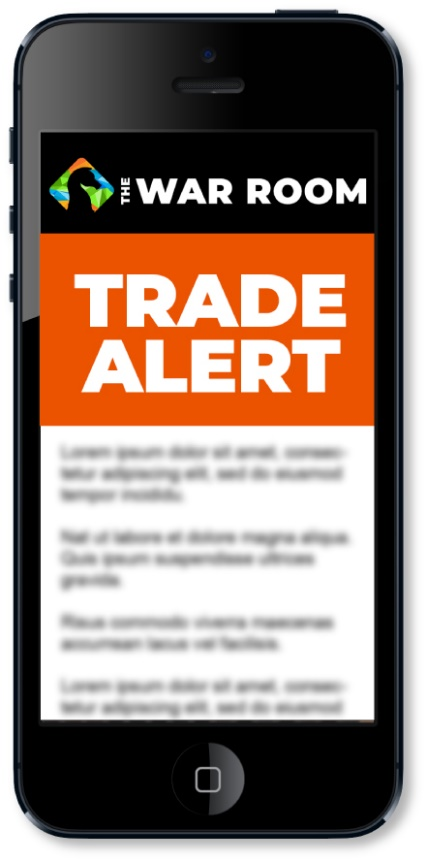 THE WAR ROOM
TRADE
ALERT
Lorem ipsum dolor sit amet, consec-
tetur adipiscing elit, sed do eiusmod
tempor incididu.
Nat ut labore et dolore magna aliqua.
Quis ipsum suspendisse ultrices
gravida.
Risus commodo viverra maecenas
accumsan lacus vel facilisis.
Lorem ipsum dolor sit amet, consec-
tetur adipiscing elit, sed do eiusmod